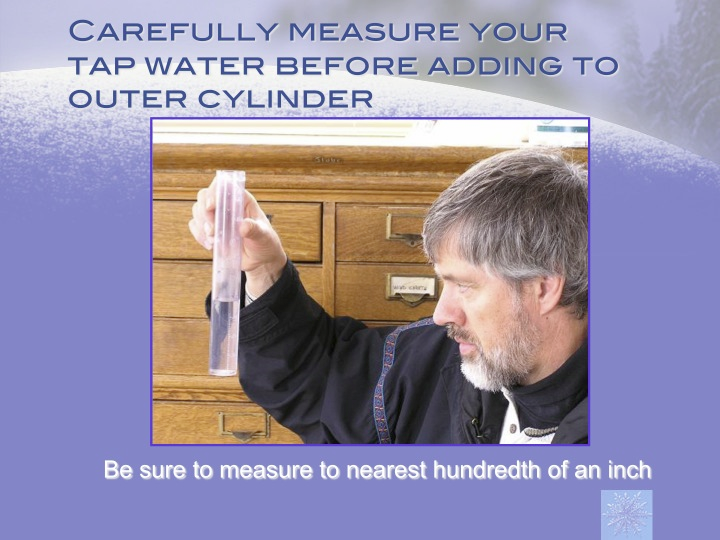 Carefully measure your
tap water before adding to
outer cylinder
Be sure to measure to nearest hundredth of an inch